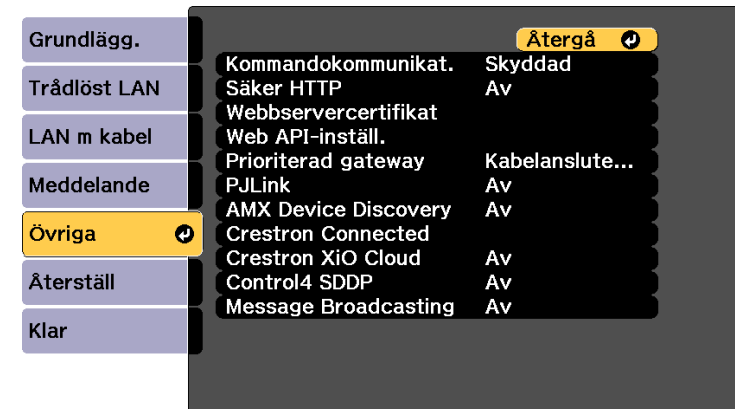 Grundlägg.
Trådlöst LAN
LAN m kabel
Meddelande
Övriga
Återställ
Klar
Återgå
Kommandokommunikat. Skyddad
Säker HTTP Av
Webbservercertifikat
Web API-inställ.
Prioriterad gateway Kabelanslute...
PJLink Av
AMX Device Discovery Av
Crestron Connected
Crestron XiO Cloud Av
Control4 SDDP Av
Message Broadcasting Av